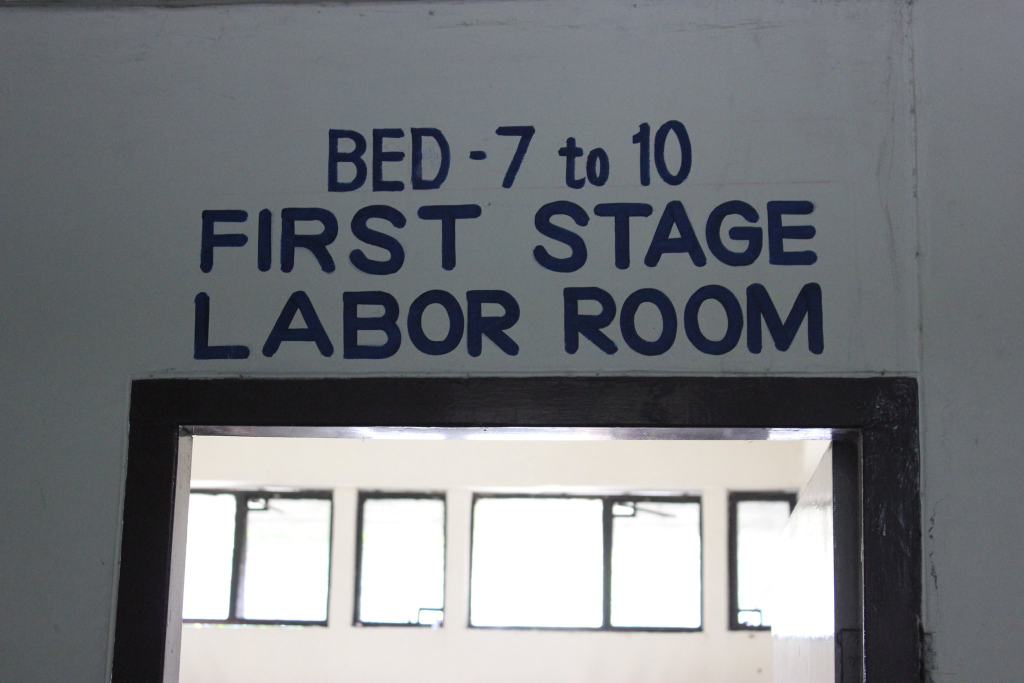 BED - 7 to 10
FIRST STAGE
LABOR ROOM